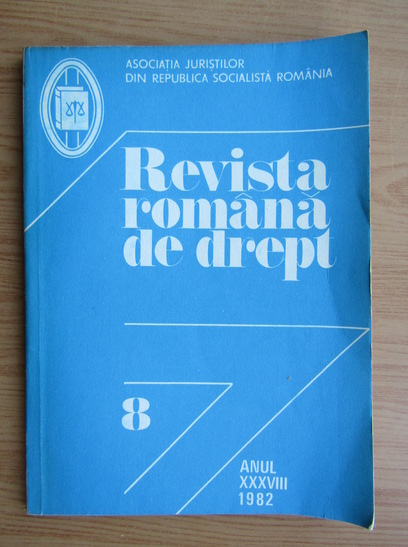 ASOCIAȚIA JURIȘTILOR
DIN REPUBLICA SOCIALISTĂ ROMÂNIA
Revista
română
de drept
8
ANUL
XXXVIII
1982